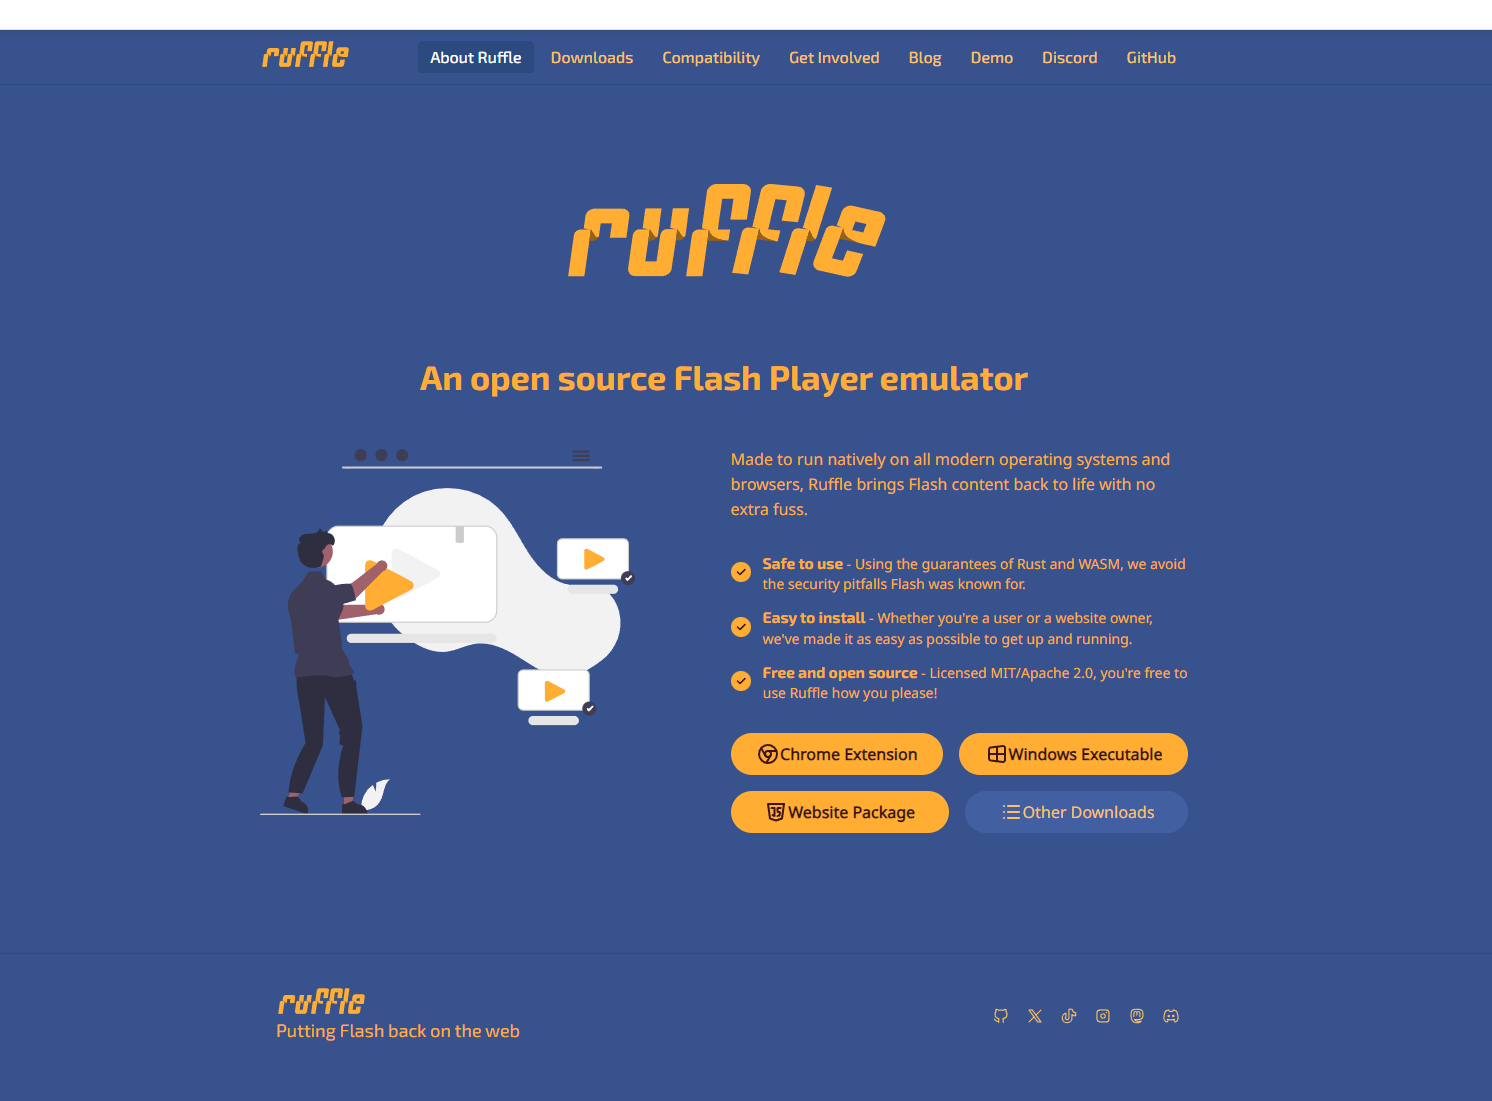 ruffle
About Ruffle Downloads Compatibility Get Involved Blog Demo Discord GitHub
ruffle
An open source Flash Player emulator
Made to run natively on all modern operating systems and
browsers, Ruffle brings Flash content back to life with no
extra fuss.
Safe to use - Using the guarantees of Rust and WASM, we avoid
the security pitfalls Flash was known for.
Easy to install - Whether you're a user or a website owner,
we've made it as easy as possible to get up and running.
Free and open source - Licensed MIT/Apache 2.0, you're free to
use Ruffle how you please!
Chrome Extension
Windows Executable
JS Website Package
Other Downloads
ruffle
Putting Flash back on the web